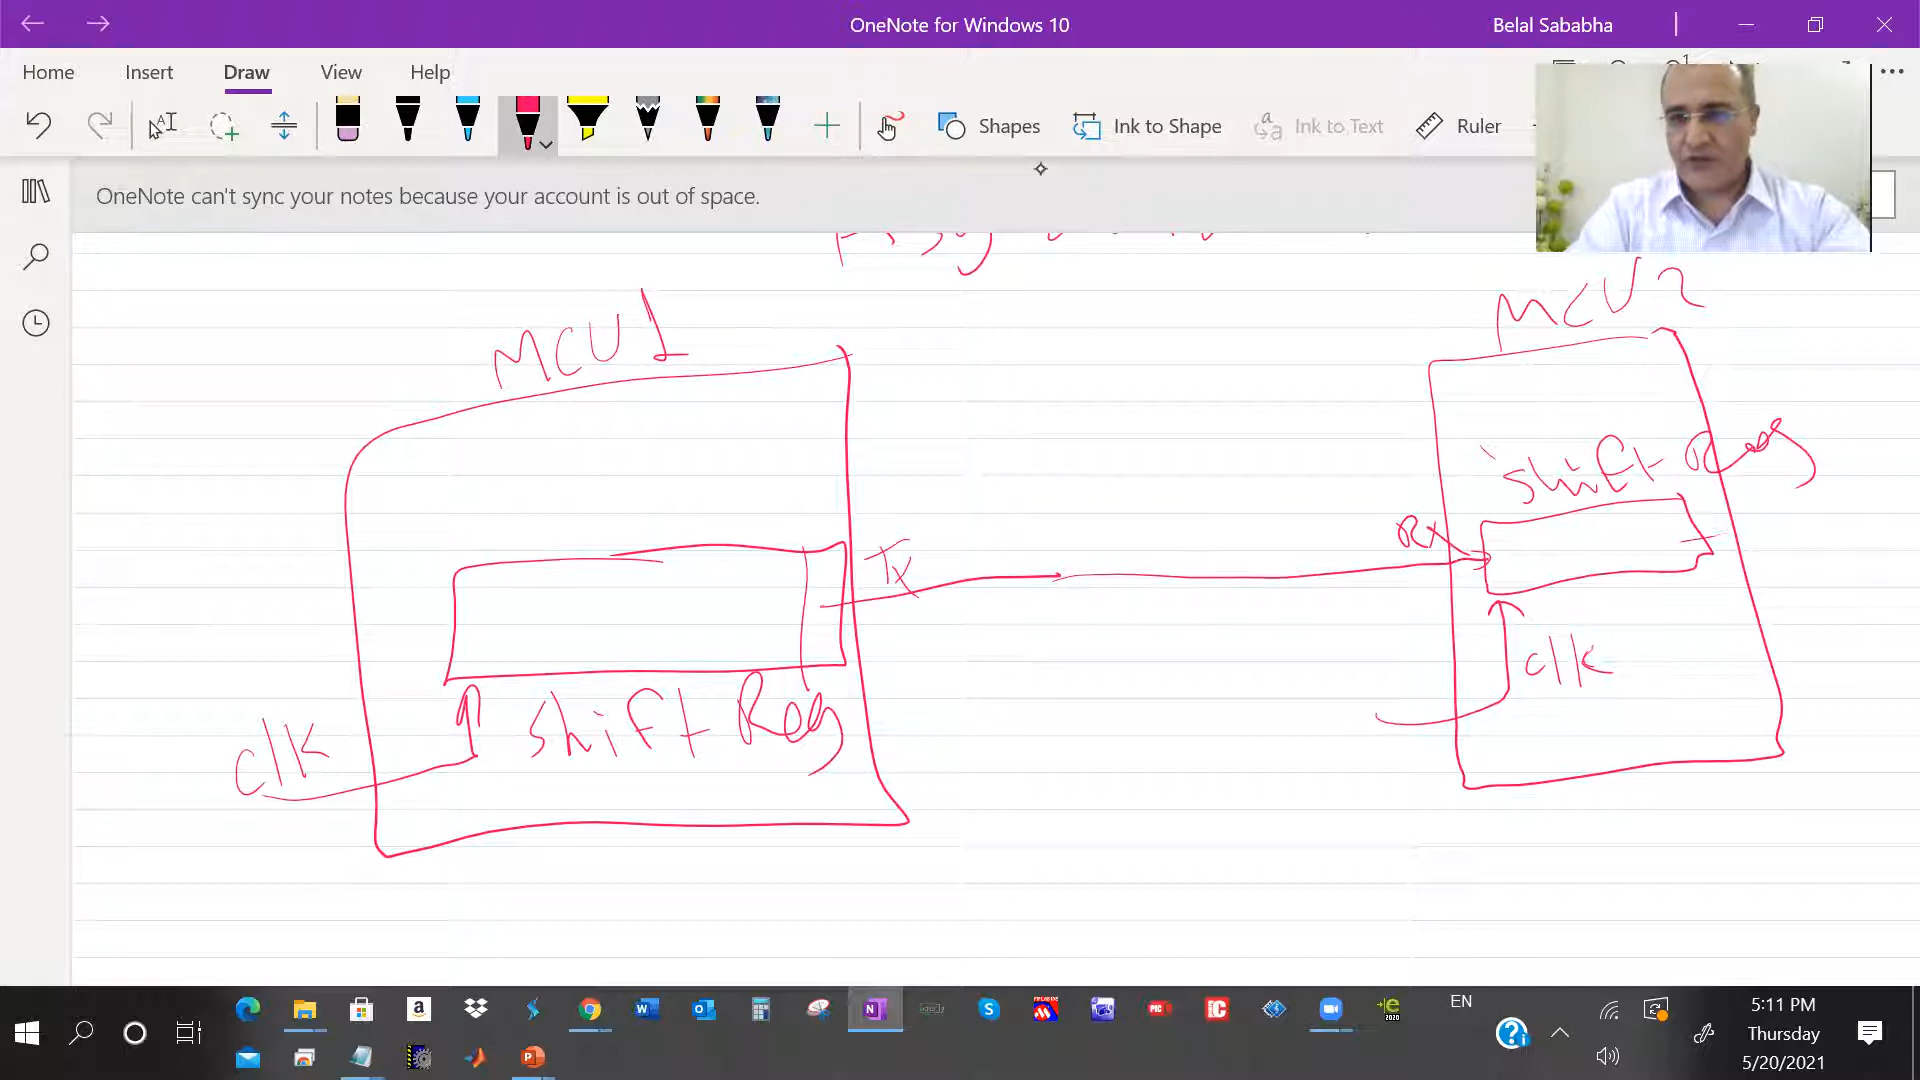 OneNote for Windows 10
Belal Sababha
Home Insert Draw View Help
Shapes Ink to Shape Ink to Text Ruler
OneNote can't sync your notes because your account is out of space.
MCU1
MCU2
shift Reg
Rx
Tx
clk
shift Reg
clk
EN
5:11 PM
Thursday
5/20/2021